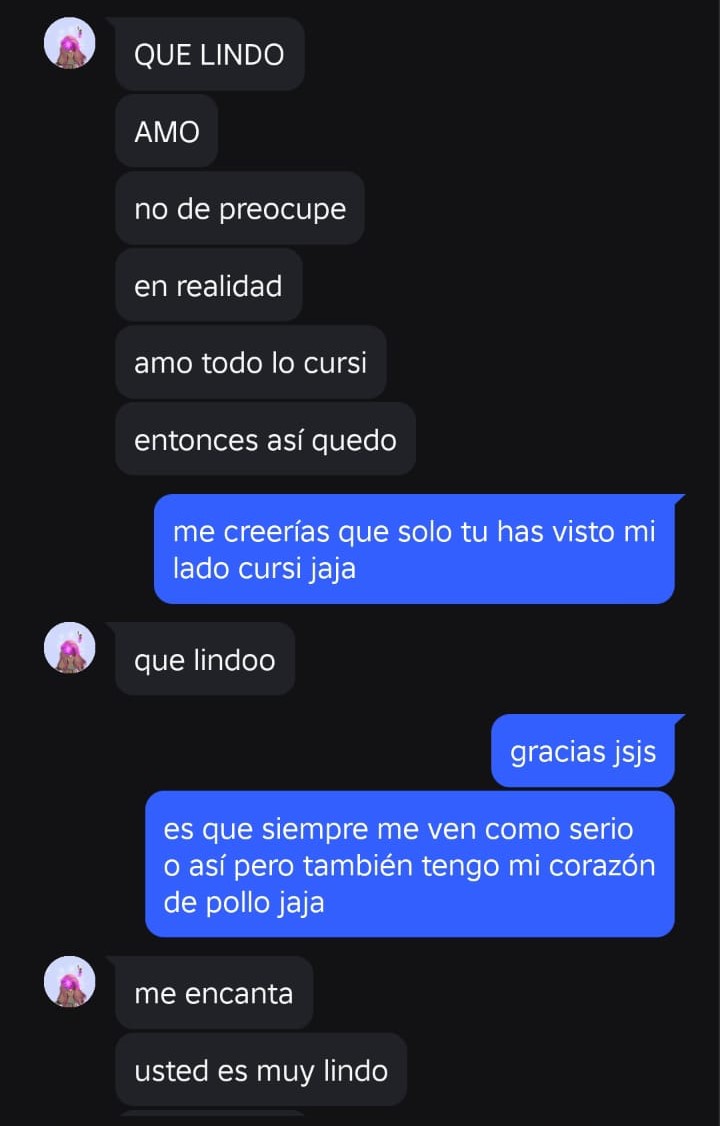 QUE LINDO
AMO
no de preocupe
en realidad
amo todo lo cursi
entonces así quedo
me creerías que solo tu has visto mi
lado cursi jaja
que lindoo
gracias jsjs
es que siempre me ven como serio
o así pero también tengo mi corazón
de pollo jaja
me encanta
usted es muy lindo